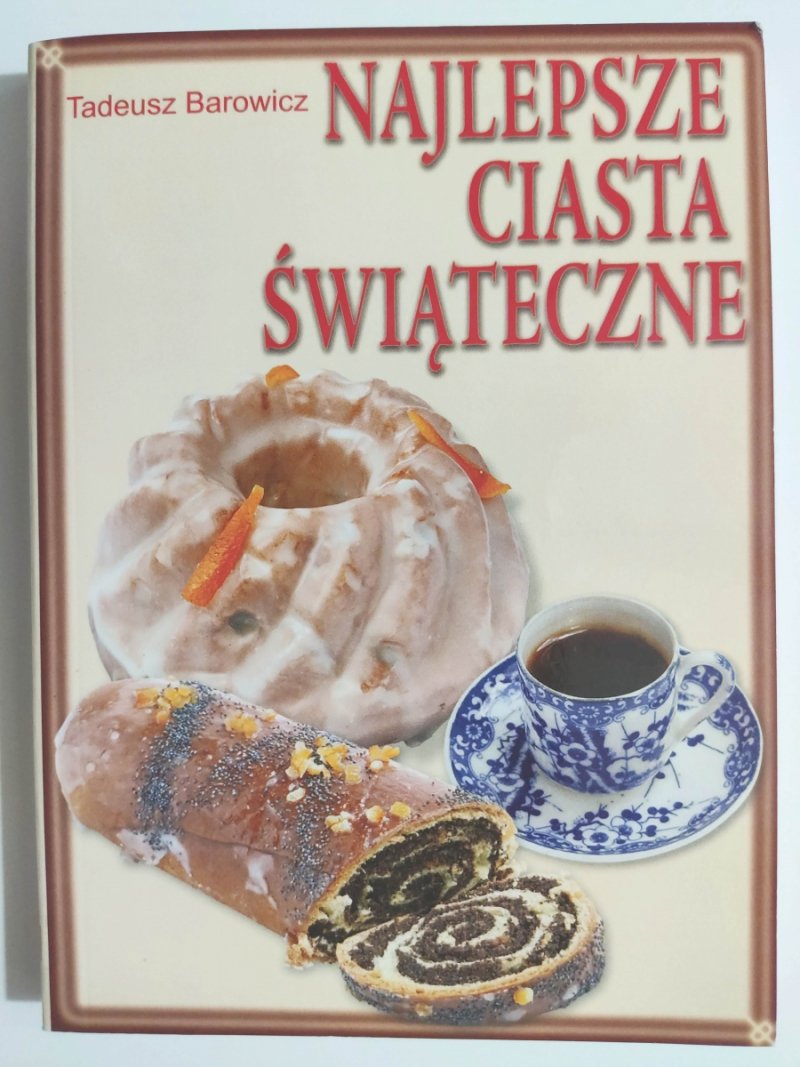 Tadeusz Barowicz
NAJLEPSZE
CIASTA
ŚWIĄTECZNE